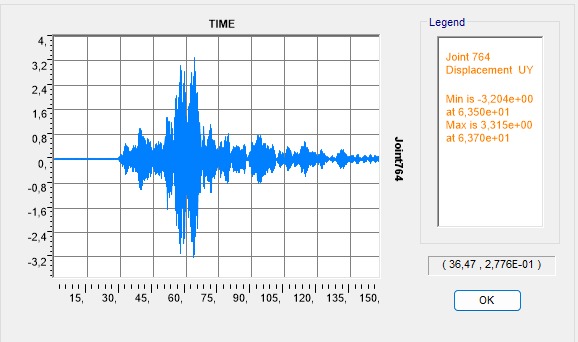 TIME
Legend
4,
3,2
2,4
1,6
0,8
0,
-0,8
-1,6
-2,4
-3,2
15, 30, 45, 60, 75, 90, 105, 120, 135, 150,
Joint764
Joint 764
Displacement UY
Min is -3,204e+00
at 6,350e+01
Max is 3,315e+00
at 6,370e+01
( 36,47 , 2,776E-01 )
OK